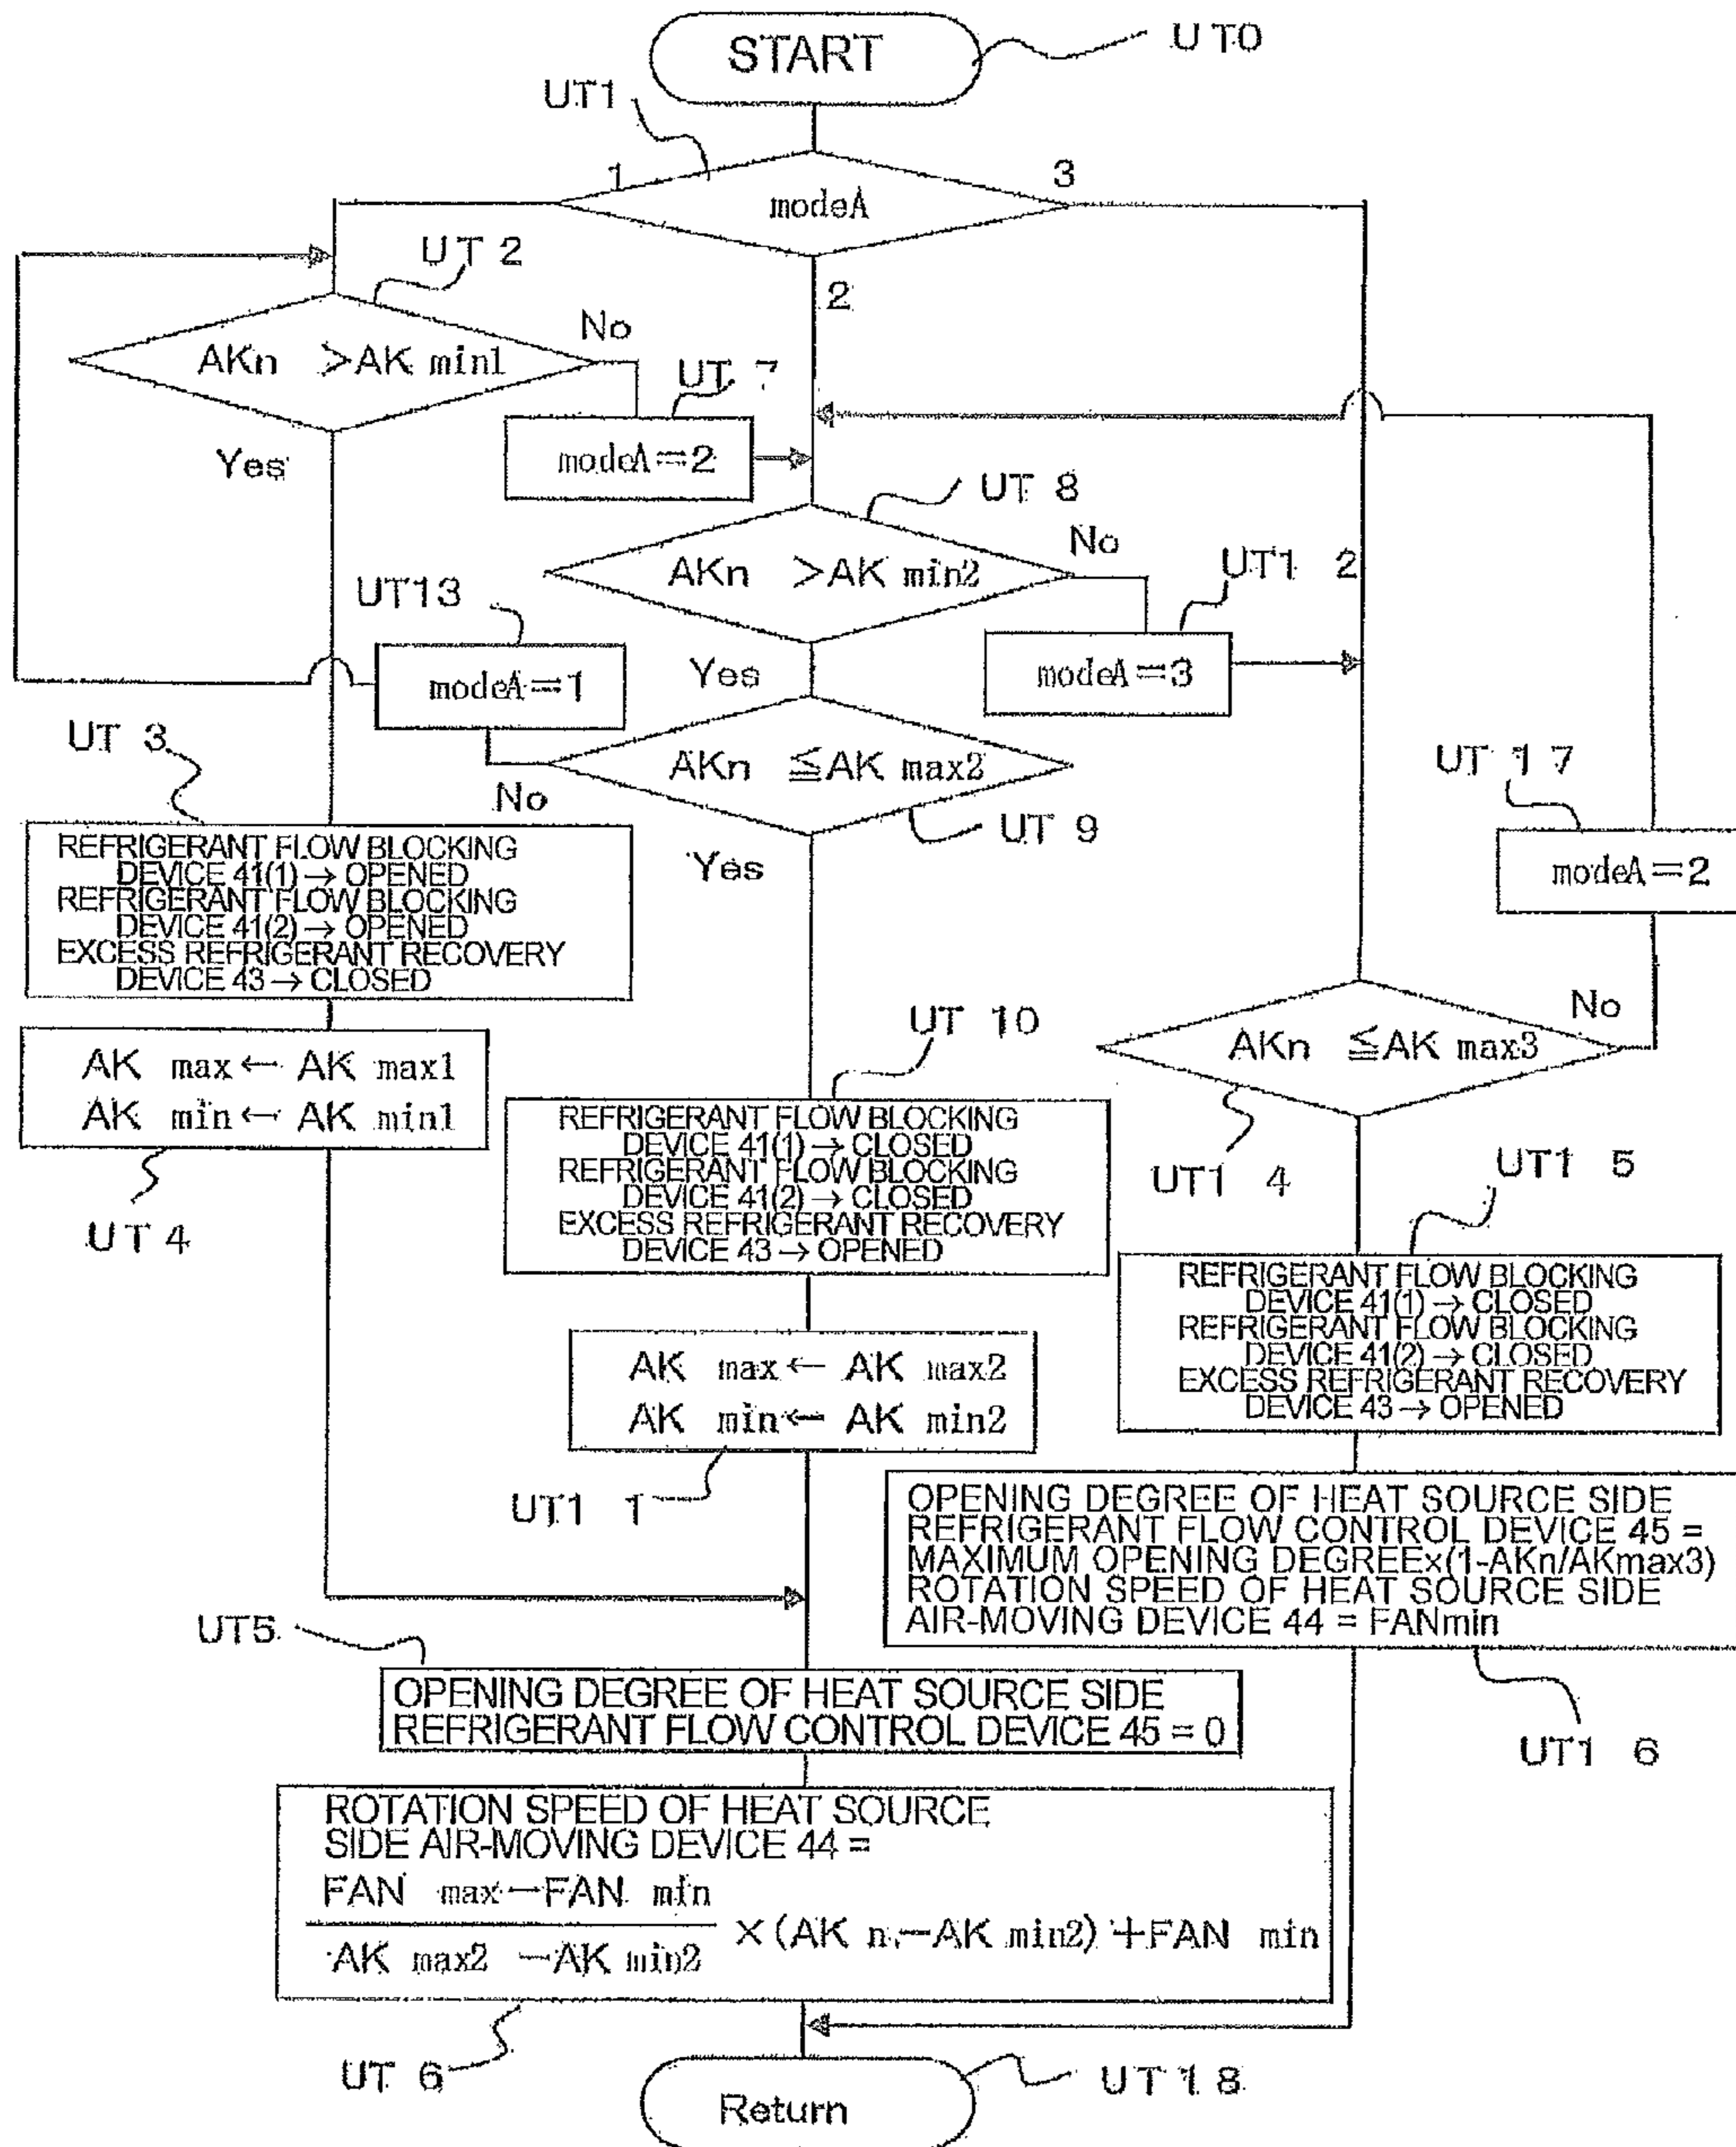 START
UT0
UT1
1
modeA
3
2
UT 2
AKn >AK min1
No
Yes
UT 7
modeA=2
UT 8
AKn >AK min2
No
Yes
UT1 2
modeA=3
UT13
modeA=1
AKn ≦AK max2
No
UT 9
Yes
UT 1 7
modeA=2
UT 3
REFRIGERANT FLOW BLOCKING
DEVICE 41(1) → OPENED
REFRIGERANT FLOW BLOCKING
DEVICE 41(2) → OPENED
EXCESS REFRIGERANT RECOVERY
DEVICE 43 → CLOSED
AK max ← AK max1
AK min ← AK min1
UT 4
AKn ≦AK max3
No
UT1 4
UT 10
REFRIGERANT FLOW BLOCKING
DEVICE 41(1) → CLOSED
REFRIGERANT FLOW BLOCKING
DEVICE 41(2) → CLOSED
EXCESS REFRIGERANT RECOVERY
DEVICE 43 → OPENED
AK max ← AK max2
AK min ← AK min2
UT1 1
UT1 5
REFRIGERANT FLOW BLOCKING
DEVICE 41(1) → CLOSED
REFRIGERANT FLOW BLOCKING
DEVICE 41(2) → CLOSED
EXCESS REFRIGERANT RECOVERY
DEVICE 43 → OPENED
OPENING DEGREE OF HEAT SOURCE SIDE
REFRIGERANT FLOW CONTROL DEVICE 45 =
MAXIMUM OPENING DEGREE×(1-AKn/AKmax3)
ROTATION SPEED OF HEAT SOURCE SIDE
AIR-MOVING DEVICE 44 = FANmin
UT1 6
UT5
OPENING DEGREE OF HEAT SOURCE SIDE
REFRIGERANT FLOW CONTROL DEVICE 45 = 0
ROTATION SPEED OF HEAT SOURCE
SIDE AIR-MOVING DEVICE 44 =
FAN max−FAN min
AK max2 −AK min2
×(AK n−AK min2)+FAN min
UT 6
UT 1 8
Return